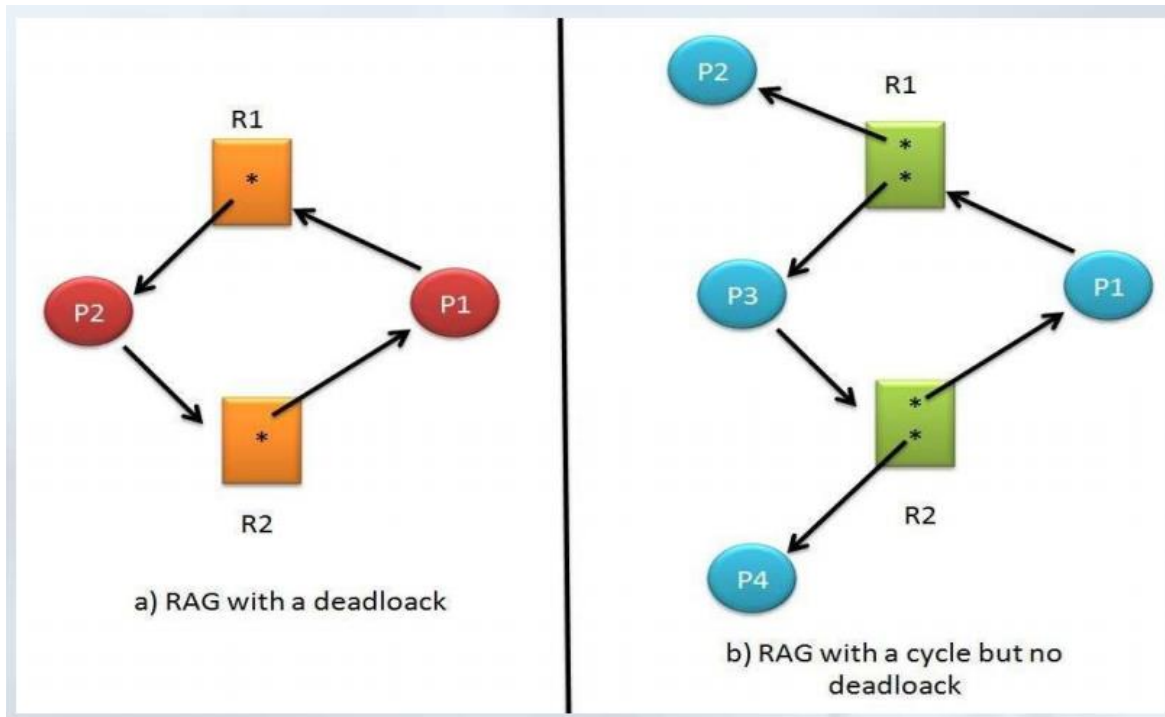 R1
*
P2
P1
*
R2
a) RAG with a deadloack
P2
R1
*
*
P3
P1
*
*
R2
P4
b) RAG with a cycle but no
deadloack